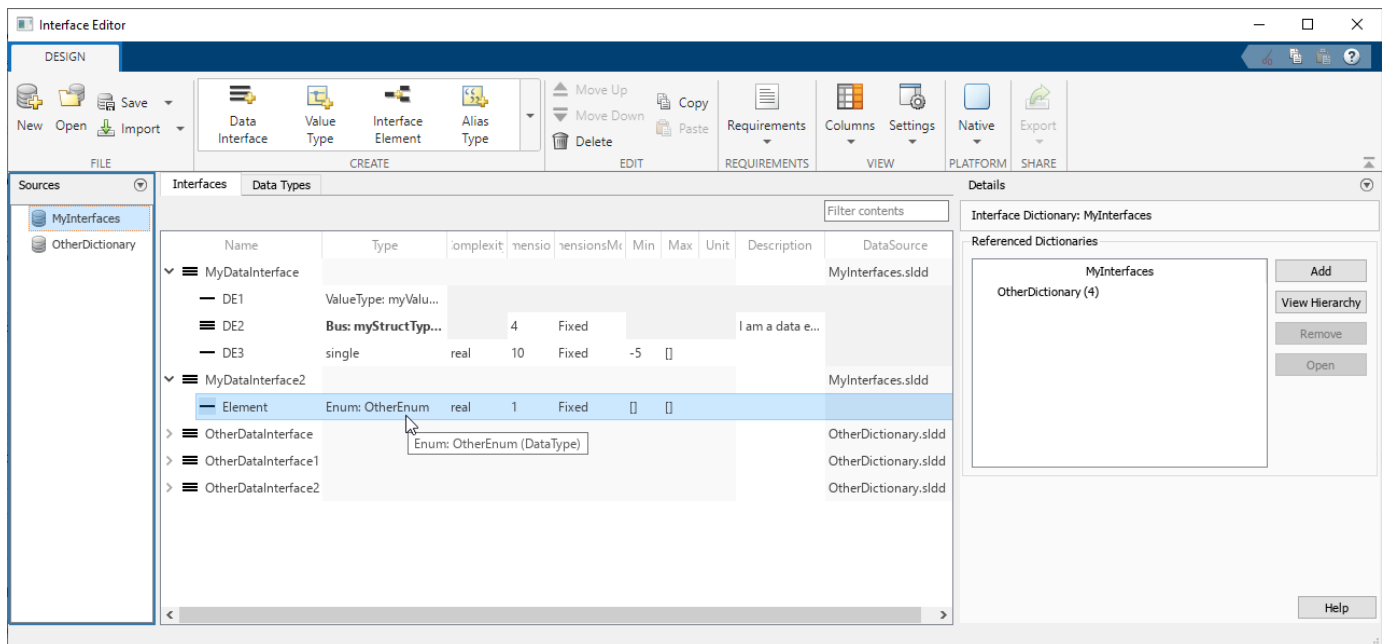 Interface Editor
DESIGN
New Open Save Import
Data Interface
Value Type
Interface Element
Alias Type
Move Up
Move Down
Delete
Copy
Paste
Requirements
Columns Settings
Native
Export
FILE CREATE EDIT REQUIREMENTS VIEW PLATFORM SHARE
Sources
MyInterfaces
OtherDictionary
Interfaces Data Types
Filter contents
Name Type omplexit mensio nensionsMo Min Max Unit Description DataSource
MyDataInterface MyInterfaces.sldd
DE1 ValueType: myValu...
DE2 Bus: myStructTyp... 4 Fixed I am a data e...
DE3 single real 10 Fixed -5 []
MyDataInterface2 MyInterfaces.sldd
Element Enum: OtherEnum real 1 Fixed [] []
OtherDataInterface OtherDictionary.sldd
Enum: OtherEnum (DataType)
OtherDataInterface1 OtherDictionary.sldd
OtherDataInterface2 OtherDictionary.sldd
Details
Interface Dictionary: MyInterfaces
Referenced Dictionaries
MyInterfaces
OtherDictionary (4)
Add
View Hierarchy
Remove
Open
Help